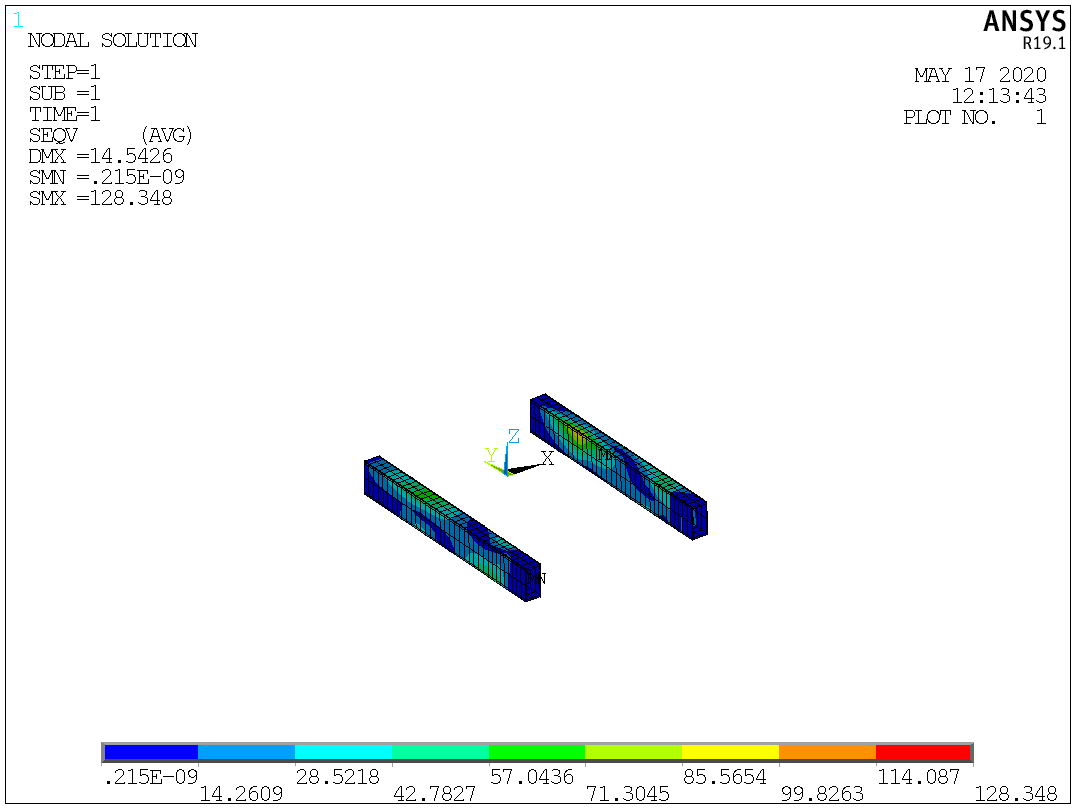 1
ANSYS
R19.1
NODAL SOLUTION
STEP=1
SUB =1
TIME=1
SEQV     (AVG)
DMX =14.5426
SMN =.215E-09
SMX =128.348
MAY 17 2020
12:13:43
PLOT NO.   1
Z
Y
X
.215E-09 28.5218 57.0436 85.5654 114.087
14.2609 42.7827 71.3045 99.8263 128.348